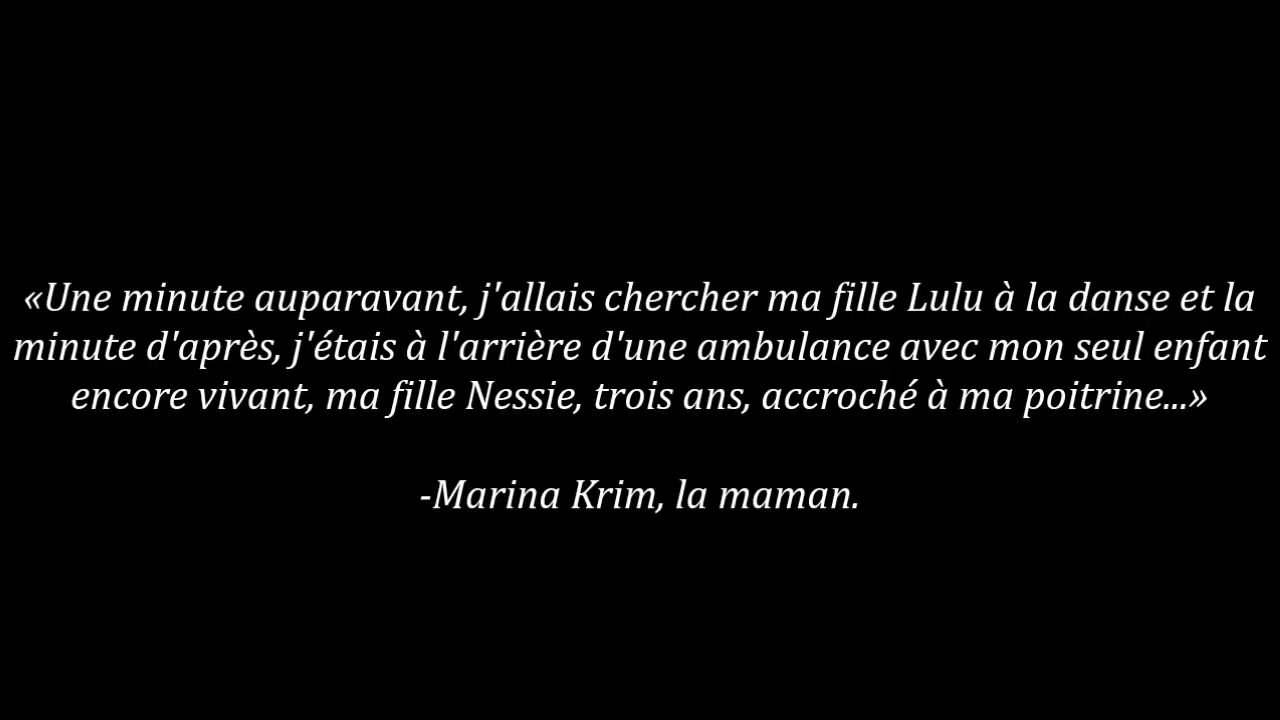 «Une minute auparavant, j'allais chercher ma fille Lulu à la danse et la
minute d'après, j'étais à l'arrière d'une ambulance avec mon seul enfant
encore vivant, ma fille Nessie, trois ans, accroché à ma poitrine...»
-Marina Krim, la maman.